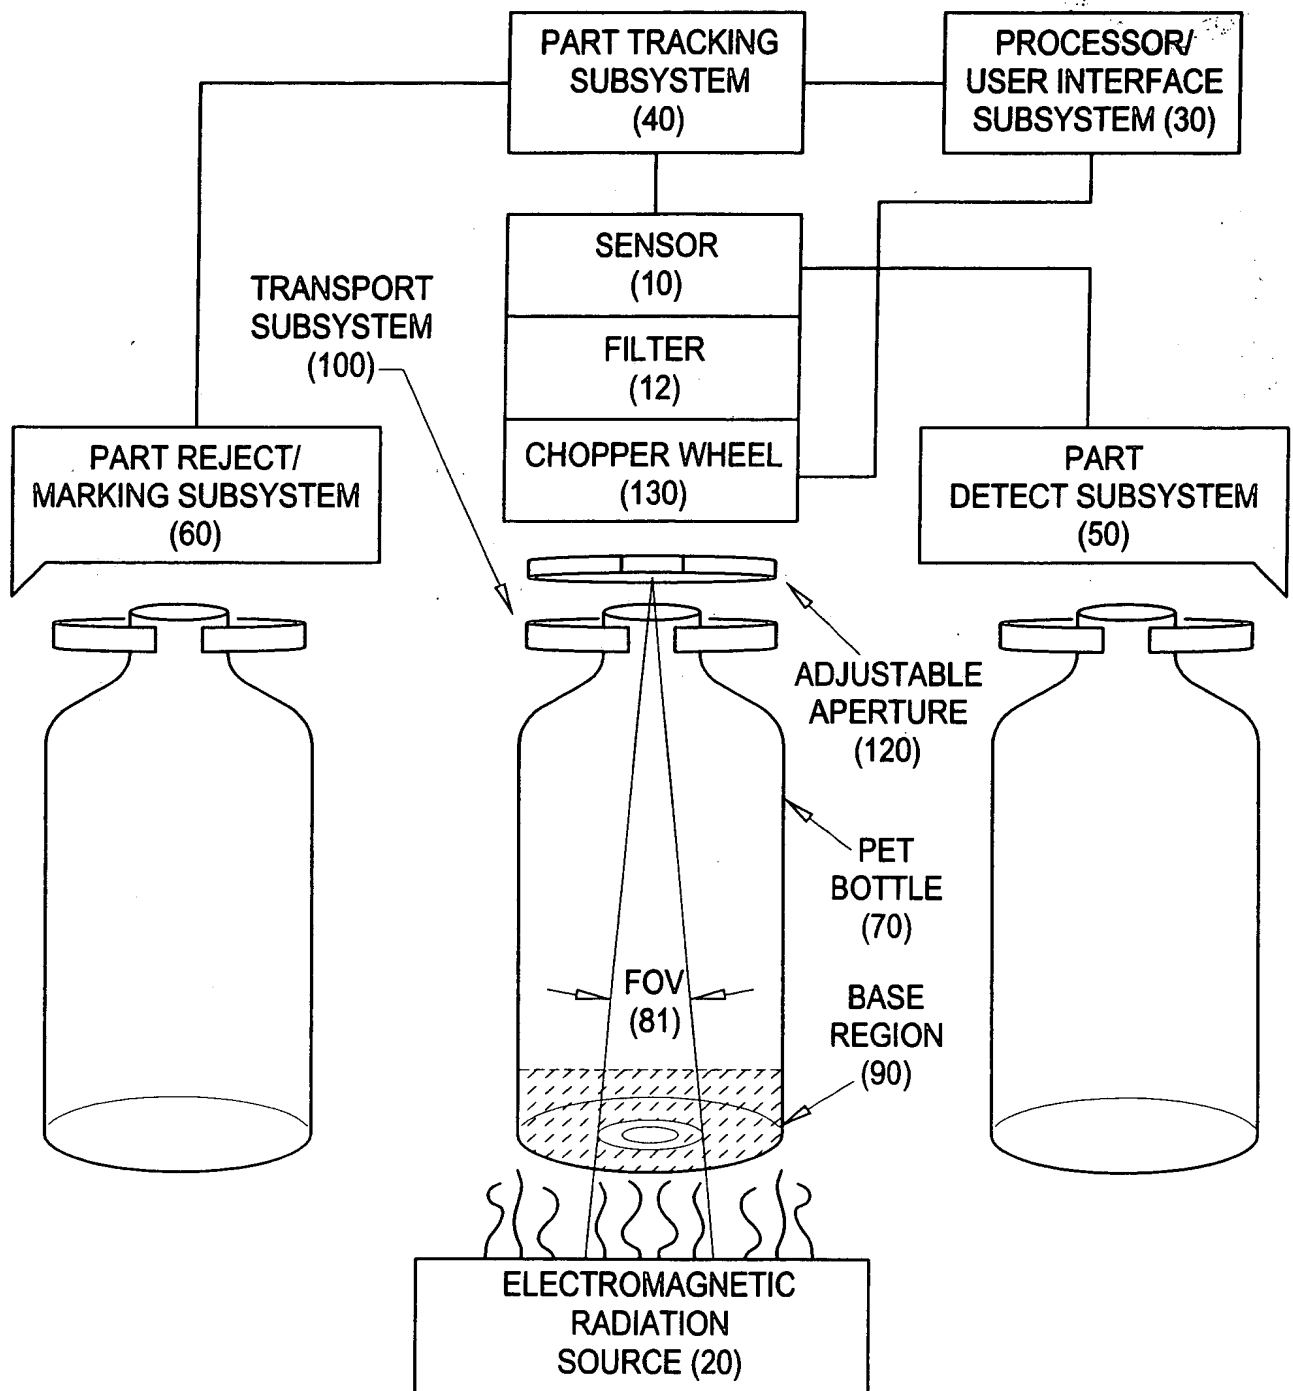 PART TRACKING
SUBSYSTEM
(40)
PROCESSOR/
USER INTERFACE
SUBSYSTEM (30)
SENSOR
(10)
FILTER
(12)
CHOPPER WHEEL
(130)
TRANSPORT
SUBSYSTEM
(100)
PART REJECT/
MARKING SUBSYSTEM
(60)
PART
DETECT SUBSYSTEM
(50)
ADJUSTABLE
APERTURE
(120)
PET
BOTTLE
(70)
FOV
(81)
BASE
REGION
(90)
ELECTROMAGNETIC
RADIATION
SOURCE (20)